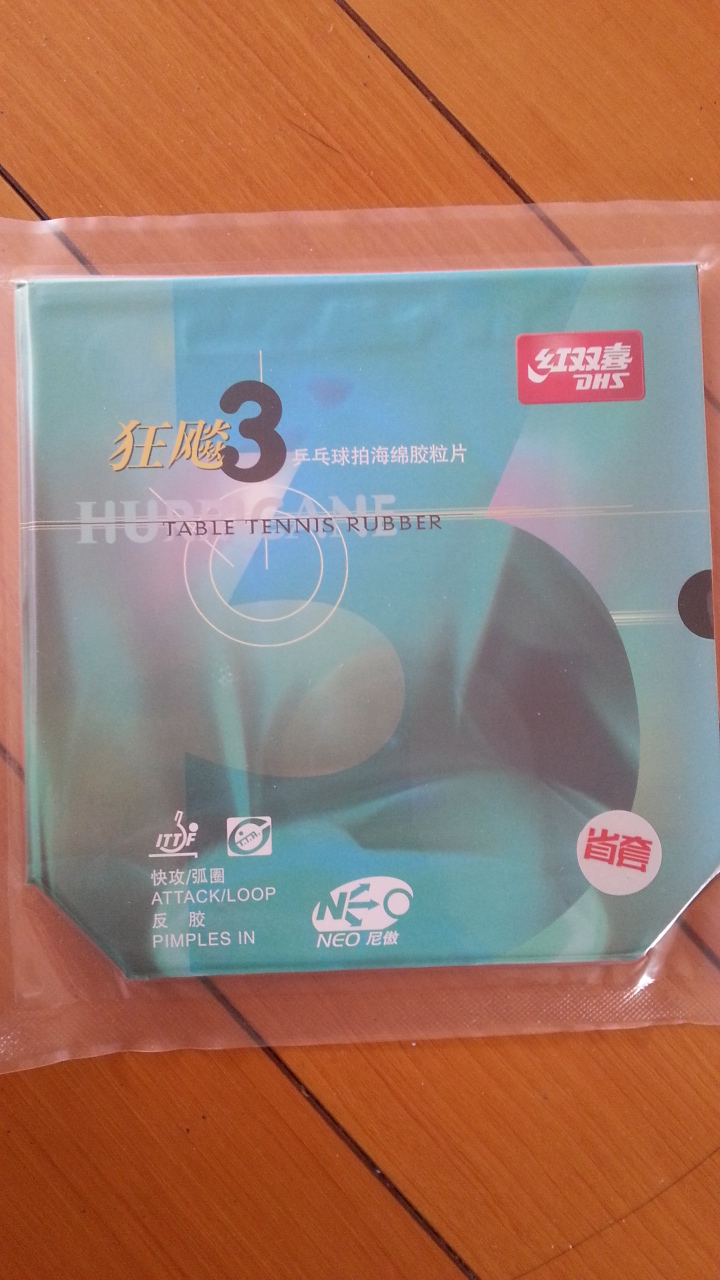 红双喜
DHS
狂飚3 乒乓球拍海绵胶粒片
HURRICANE
TABLE TENNIS RUBBER
省套
ITTF
快攻/弧圈
ATTACK/LOOP
反 胶
PIMPLES IN
NEO
NEO 尼傲